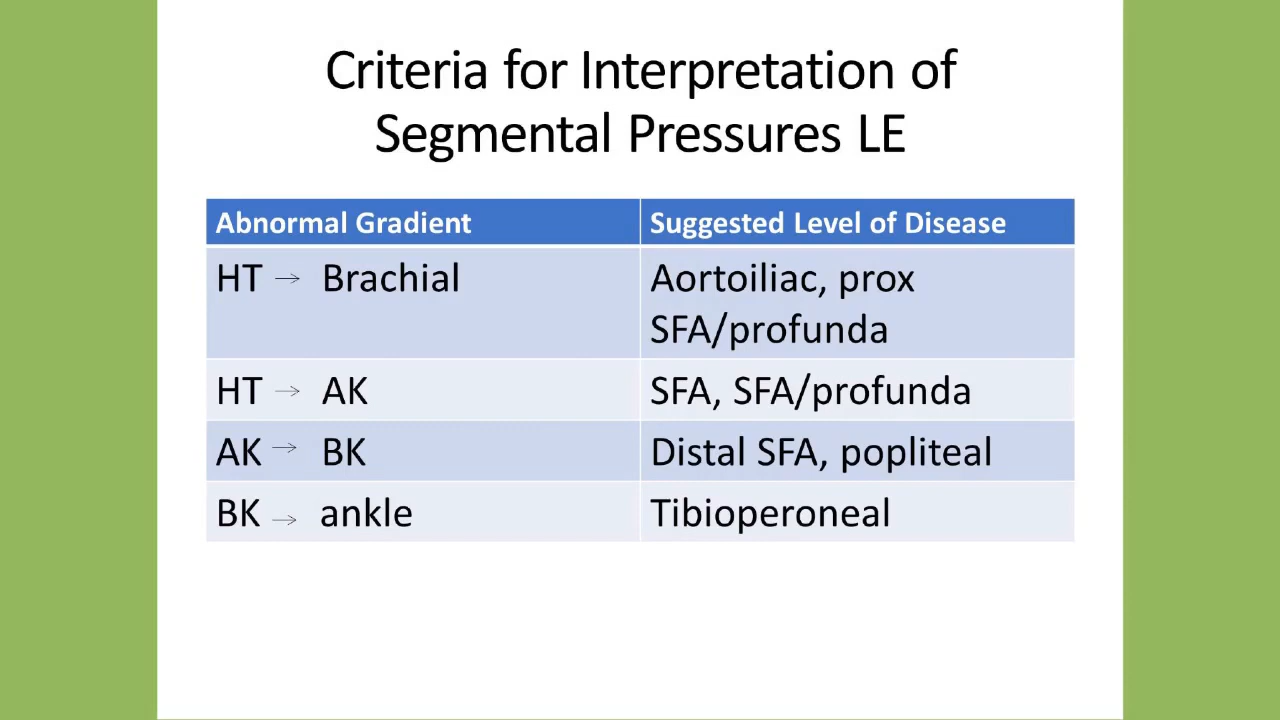 Criteria for Interpretation of
Segmental Pressures LE
Abnormal Gradient Suggested Level of Disease
HT → Brachial Aortoiliac, prox
SFA/profunda
HT → AK SFA, SFA/profunda
AK → BK Distal SFA, popliteal
BK → ankle Tibioperoneal